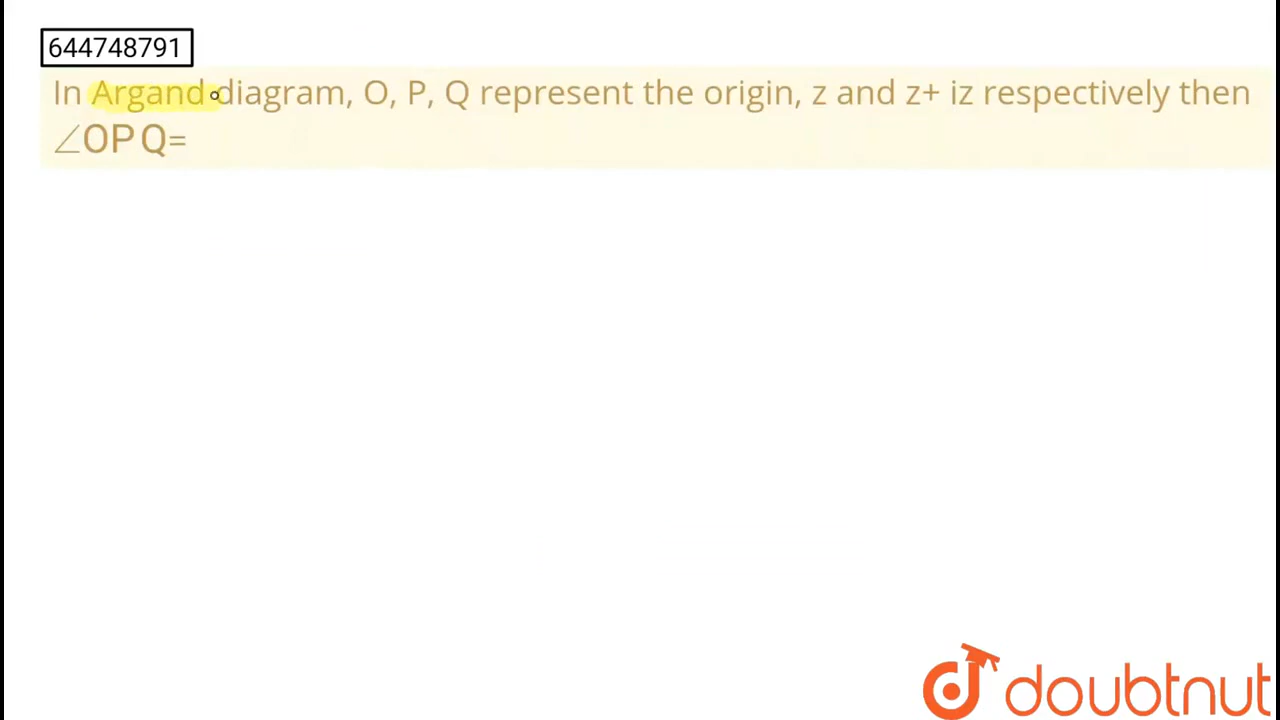 644748791
In Argand diagram, O, P, Q represent the origin, z and z+ iz respectively then
∠OPQ=
doubtnut